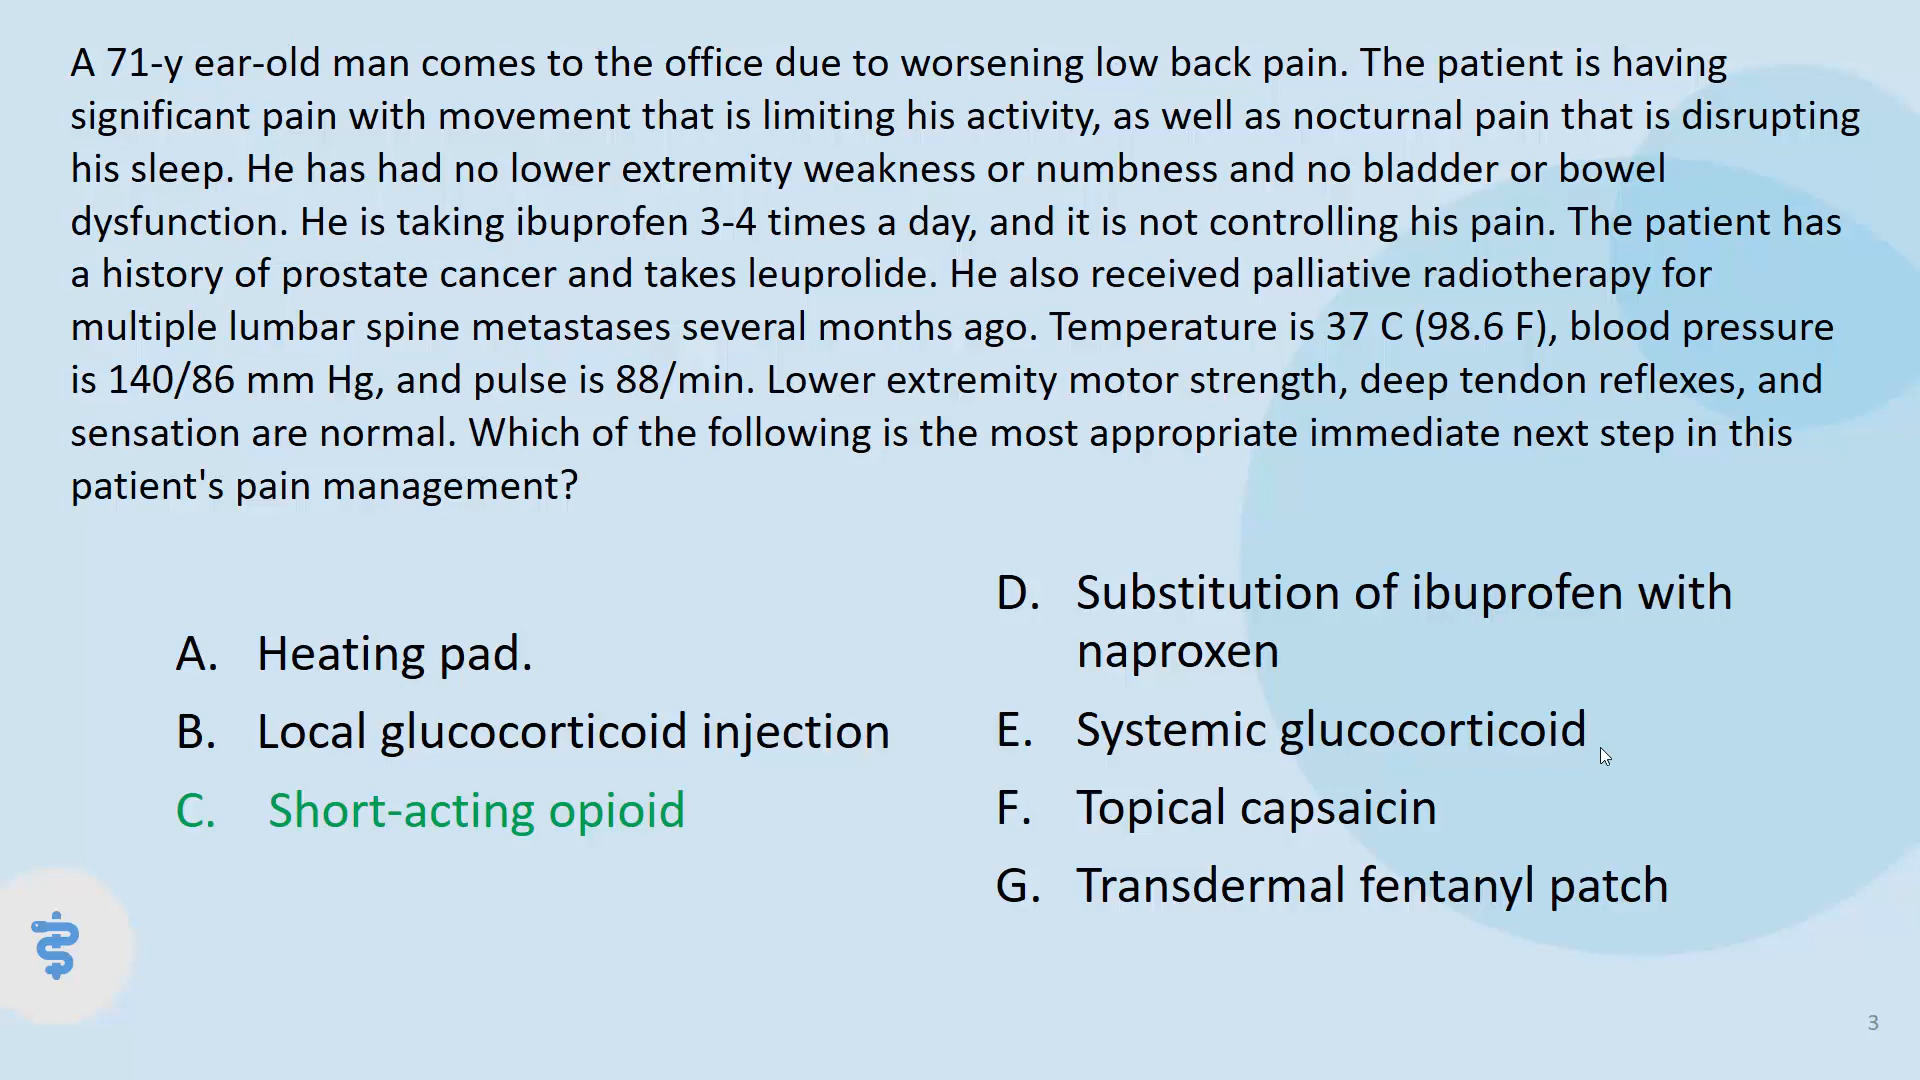 A 71-y ear-old man comes to the office due to worsening low back pain. The patient is having
significant pain with movement that is limiting his activity, as well as nocturnal pain that is disrupting
his sleep. He has had no lower extremity weakness or numbness and no bladder or bowel
dysfunction. He is taking ibuprofen 3-4 times a day, and it is not controlling his pain. The patient has
a history of prostate cancer and takes leuprolide. He also received palliative radiotherapy for
multiple lumbar spine metastases several months ago. Temperature is 37 C (98.6 F), blood pressure
is 140/86 mm Hg, and pulse is 88/min. Lower extremity motor strength, deep tendon reflexes, and
sensation are normal. Which of the following is the most appropriate immediate next step in this
patient's pain management?
A. Heating pad.
B. Local glucocorticoid injection
C. Short-acting opioid
D. Substitution of ibuprofen with
naproxen
E. Systemic glucocorticoid
F. Topical capsaicin
G. Transdermal fentanyl patch
3